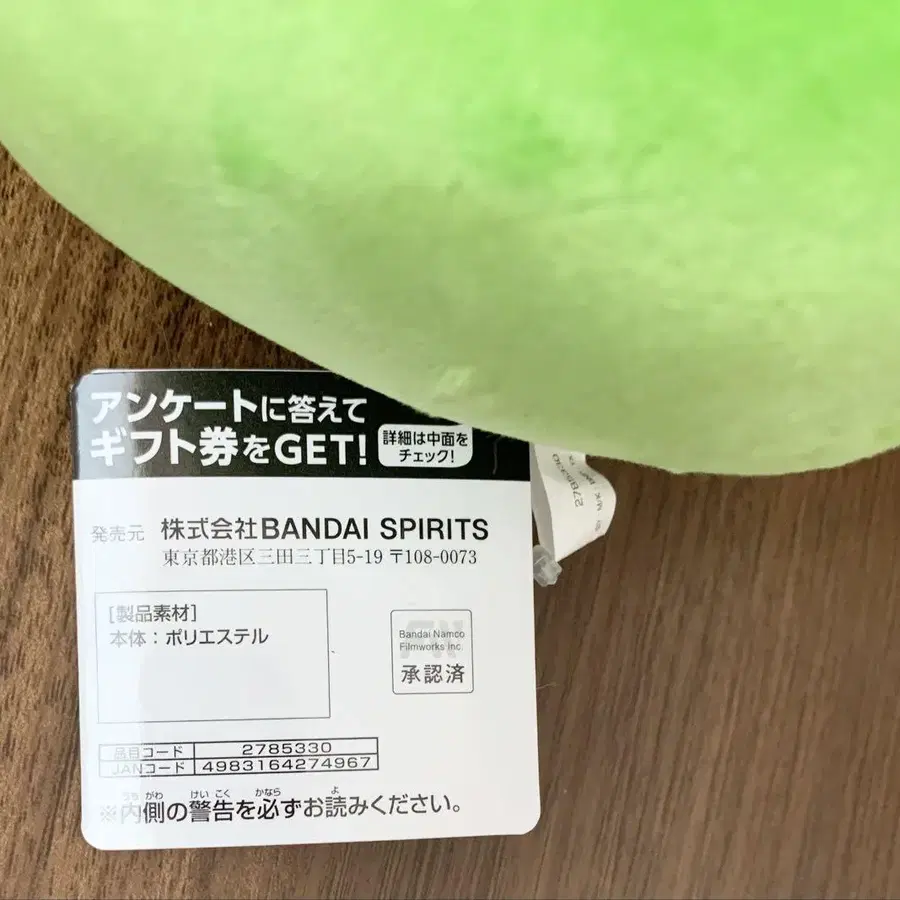 アンケートに答えて
ギフト券をGET!
詳細は中面を
チェック!
発売元 株式会社BANDAI SPIRITS
東京都港区三田三丁目5-19 〒108-0073
[製品素材]
本体：ポリエステル
Bandai Namco
Filmworks Inc.
承認済
品目コード 2785330
JANコード 4983164274967
※内側の警告を必ずお読みください。
2785330